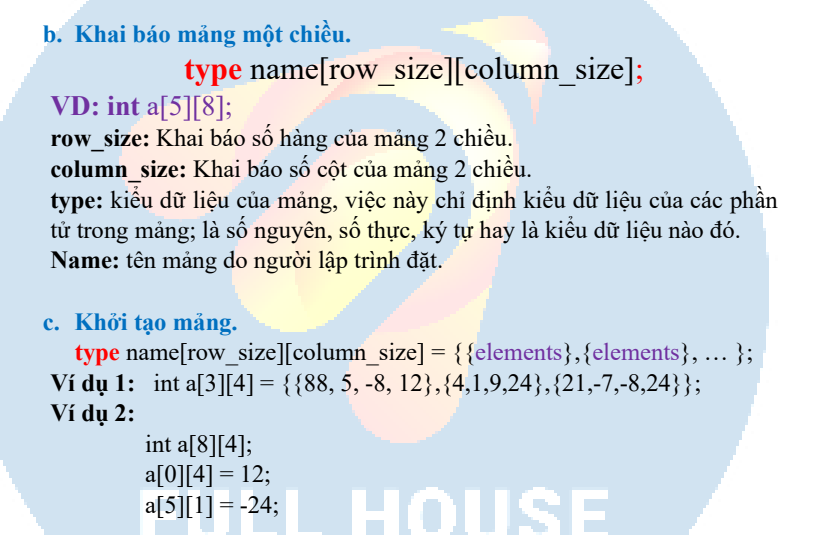 b. Khai báo mảng một chiều.
type name[row_size][column_size];
VD: int a[5][8];
row_size: Khai báo số hàng của mảng 2 chiều.
column_size: Khai báo số cột của mảng 2 chiều.
type: kiểu dữ liệu của mảng, việc này chỉ định kiểu dữ liệu của các phần
tử trong mảng; là số nguyên, số thực, ký tự hay là kiểu dữ liệu nào đó.
Name: tên mảng do người lập trình đặt.
c. Khởi tạo mảng.
type name[row_size][column_size] = {{elements},{elements}, … };
Ví dụ 1: int a[3][4] = {{88, 5, -8, 12},{4,1,9,24},{21,-7,-8,24}};
Ví dụ 2:
int a[8][4];
a[0][4] = 12;
a[5][1] = -24;
FULL HOUSE